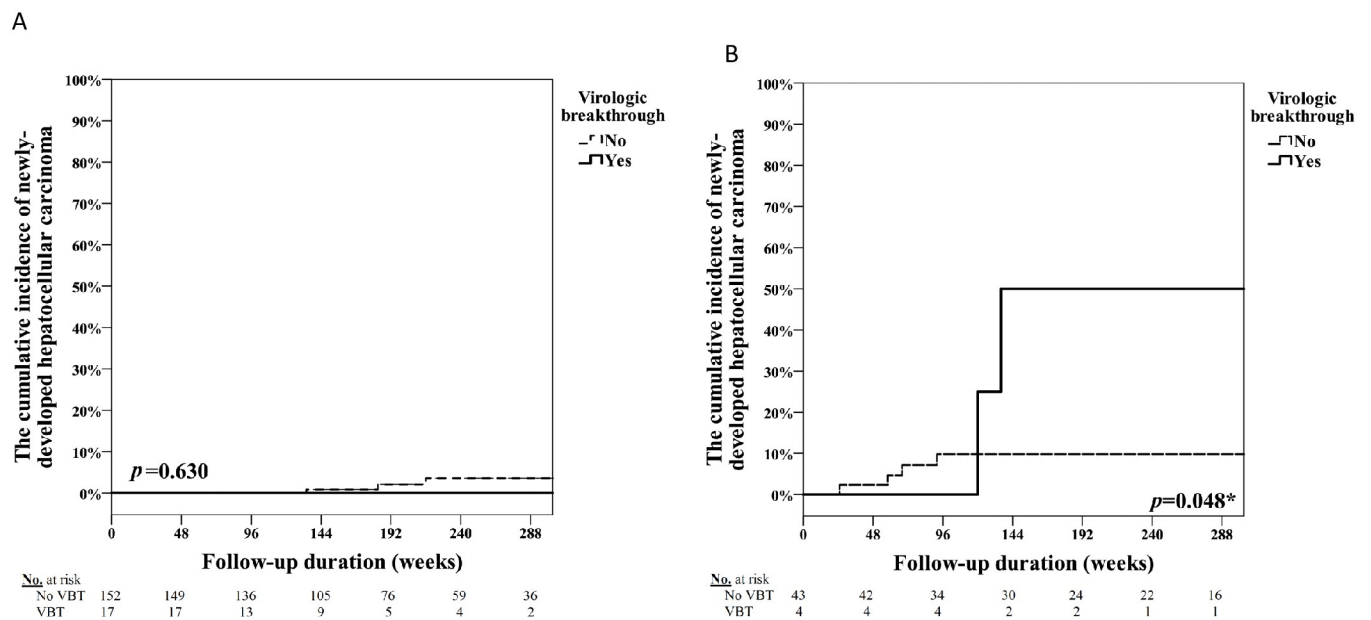 A
The cumulative incidence of newly-
developed hepatocellular carcinoma
100%
90%
80%
70%
60%
50%
40%
30%
20%
10%
0%
p=0.630
0 48 96 144 192 240 288
Follow-up duration (weeks)
Virologic
breakthrough
No
Yes
No. at risk
No VBT 152 149 136 105 76 59 36
VBT 17 17 13 9 5 4 2
B
The cumulative incidence of newly-
developed hepatocellular carcinoma
100%
90%
80%
70%
60%
50%
40%
30%
20%
10%
0%
p=0.048*
0 48 96 144 192 240 288
Follow-up duration (weeks)
Virologic
breakthrough
No
Yes
No. at risk
No VBT 43 42 34 30 24 22 16
VBT 4 4 4 2 2 1 1